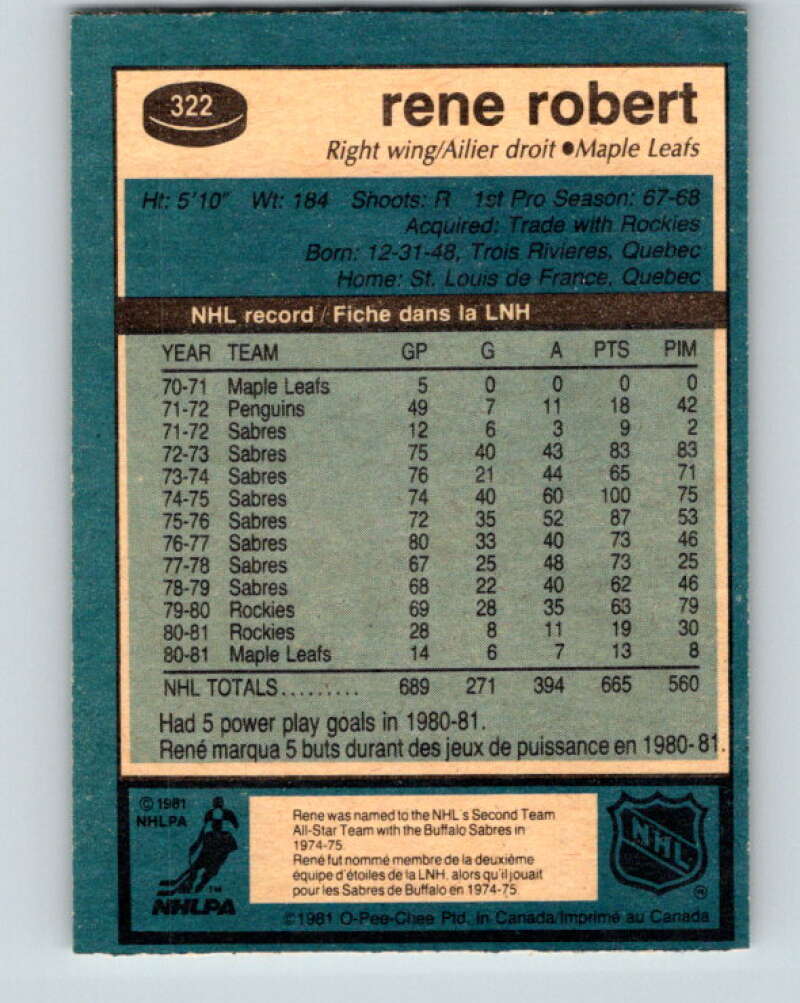 322
rene robert
Right wing/Ailier droit ●Maple Leafs
Ht: 5'10" Wt: 184 Shoots: R 1st Pro Season: 67-68
Acquired: Trade with Rockies
Born: 12-31-48, Trois Rivieres, Quebec
Home: St. Louis de France, Quebec
NHL record / Fiche dans la LNH
YEAR TEAM GP G A PTS PIM
70-71 Maple Leafs 5 0 0 0 0
71-72 Penguins 49 7 11 18 42
71-72 Sabres 12 6 3 9 2
72-73 Sabres 75 40 43 83 83
73-74 Sabres 76 21 44 65 71
74-75 Sabres 74 40 60 100 75
75-76 Sabres 72 35 52 87 53
76-77 Sabres 80 33 40 73 46
77-78 Sabres 67 25 48 73 25
78-79 Sabres 68 22 40 62 46
79-80 Rockies 69 28 35 63 79
80-81 Rockies 28 8 11 19 30
80-81 Maple Leafs 14 6 7 13 8
NHL TOTALS......... 689 271 394 665 560
Had 5 power play goals in 1980-81.
René marqua 5 buts durant des jeux de puissance en 1980-81.
© 1981
NHLPA
TM
NHLPA
Rene was named to the NHL's Second Team
All-Star Team with the Buffalo Sabres in
1974-75.
René fut nommé membre de la deuxième
équipe d'étoiles de la LNH, alors qu'il jouait
pour les Sabres de Buffalo en 1974-75.
NHL
©1981 O-Pee-Chee Ptd. in Canada/Imprimé au Canada